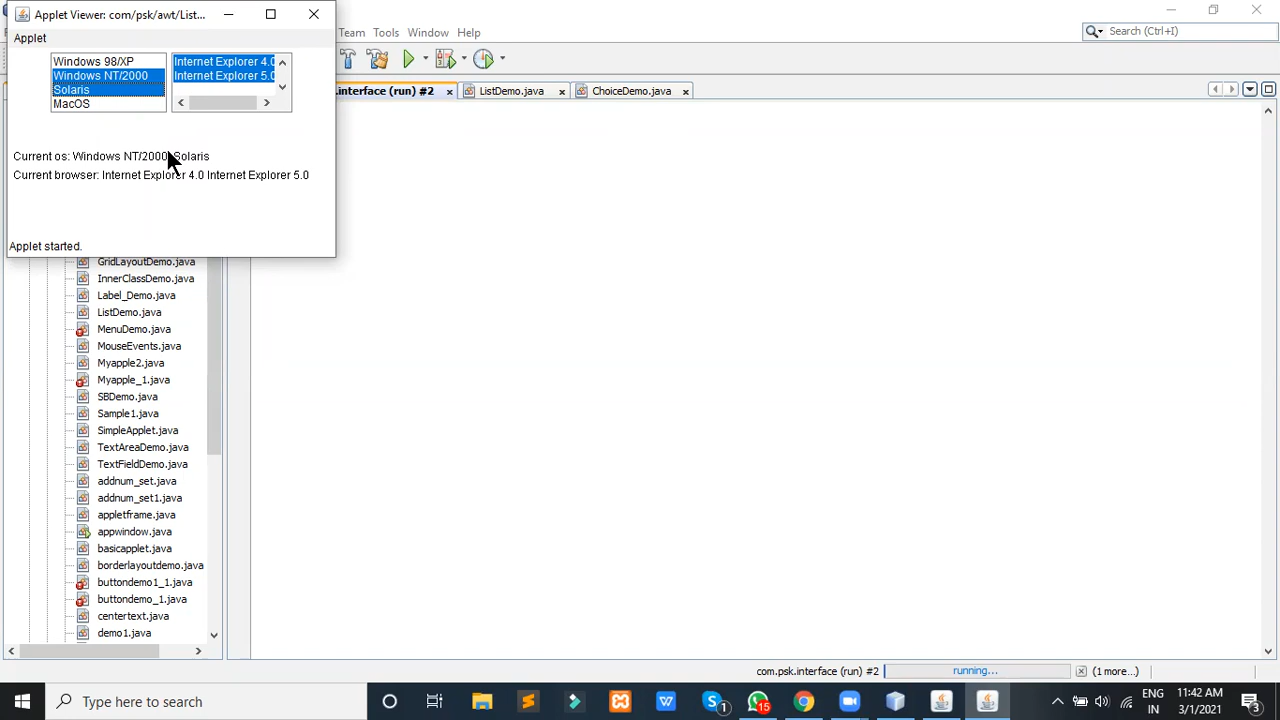 Applet Viewer: com/psk/awt/List...
Applet
Team Tools Window Help
Search (Ctrl+I)
Windows 98/XP
Windows NT/2000
Solaris
MacOS
Internet Explorer 4.0
Internet Explorer 5.0
.interface (run) #2
ListDemo.java
ChoiceDemo.java
Current os: Windows NT/2000 Solaris
Current browser: Internet Explorer 4.0 Internet Explorer 5.0
Applet started.
GridLayoutDemo.java
InnerClassDemo.java
Label_Demo.java
ListDemo.java
MenuDemo.java
MouseEvents.java
Myapple2.java
Myapple_1.java
SBDemo.java
Sample1.java
SimpleApplet.java
TextAreaDemo.java
TextFieldDemo.java
addnum_set.java
addnum_set1.java
appletframe.java
appwindow.java
basicapplet.java
borderlayoutdemo.java
buttondemo1_1.java
buttondemo_1.java
centertext.java
demo1.java
com.psk.interface (run) #2
running...
(1 more...)
Type here to search
1
15
ENG
IN
11:42 AM
3/1/2021
3